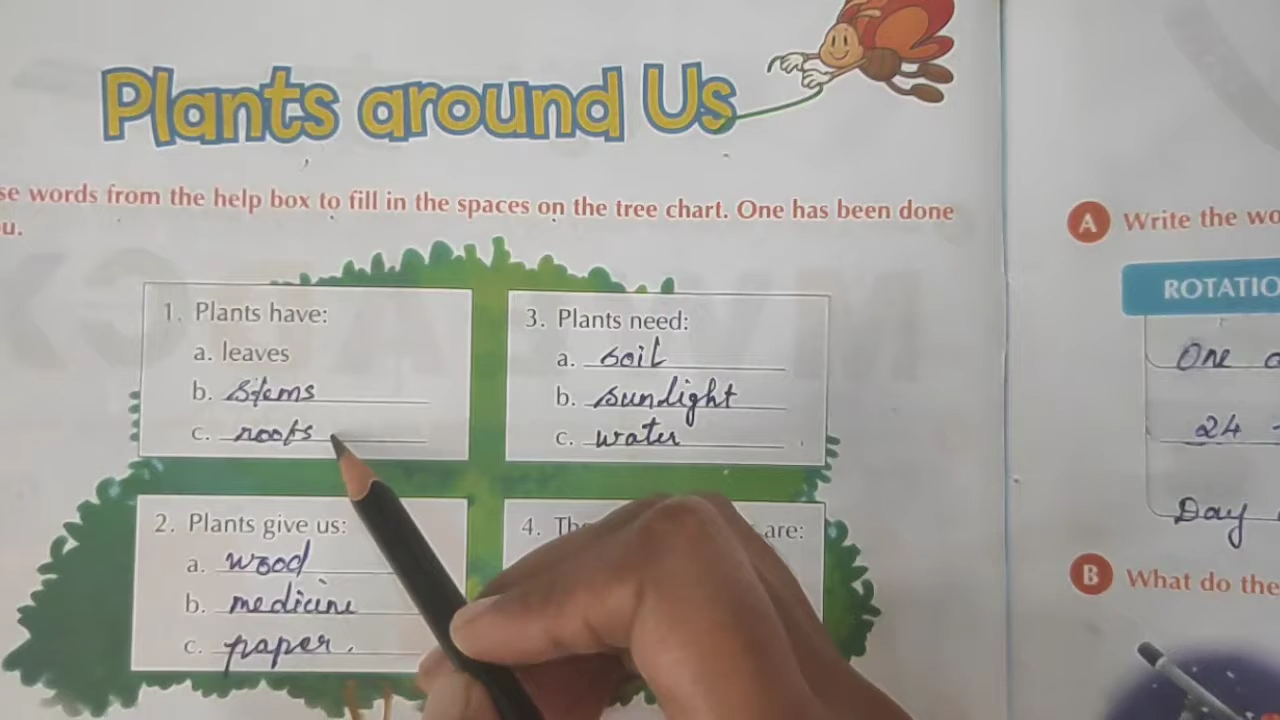 Plants around Us
se words from the help box to fill in the spaces on the tree chart. One has been done
u.
1. Plants have:
a. leaves
b. stems
c. roots
2. Plants give us:
a. wood
b. medicine
c. paper.
3. Plants need:
a. soil
b. sunlight
c. water
4. Th are:
A Write the wo
ROTATIO
One
24
Day
B What do the